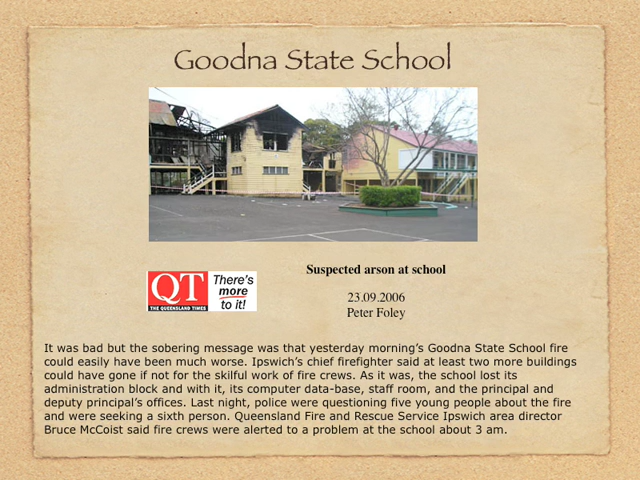 Goodna State School
Suspected arson at school
QT
THE QUEENSLAND TIMES
There's
more
to it!
23.09.2006
Peter Foley
It was bad but the sobering message was that yesterday morning’s Goodna State School fire
could easily have been much worse. Ipswich’s chief firefighter said at least two more buildings
could have gone if not for the skilful work of fire crews. As it was, the school lost its
administration block and with it, its computer data-base, staff room, and the principal and
deputy principal’s offices. Last night, police were questioning five young people about the fire
and were seeking a sixth person. Queensland Fire and Rescue Service Ipswich area director
Bruce McCoist said fire crews were alerted to a problem at the school about 3 am.